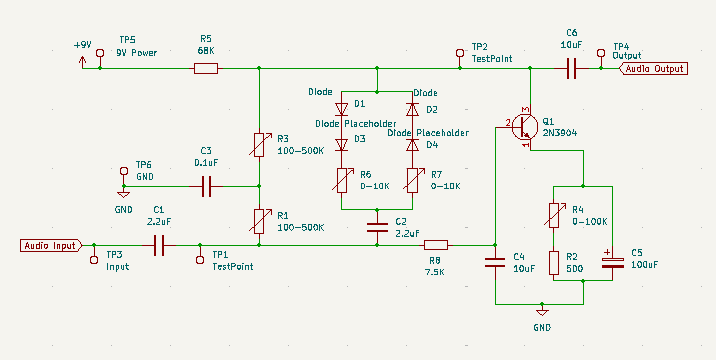 +9V
TP5
9V Power
R5
68K
TP2
TestPoint
C6
10uF
TP4
Output
Audio Output
Diode
D1
Diode
D2
Diode Placeholder
D3
Diode Placeholder
D4
3
2
1
Q1
2N3904
R3
100-500K
C3
0.1uF
TP6
GND
GND
R6
0-10K
R7
0-10K
C1
2.2uF
R1
100-500K
C2
2.2uF
R4
0-100K
Audio Input
TP3
Input
TP1
TestPoint
R8
7.5K
C4
10uF
R2
500
+
C5
100uF
GND